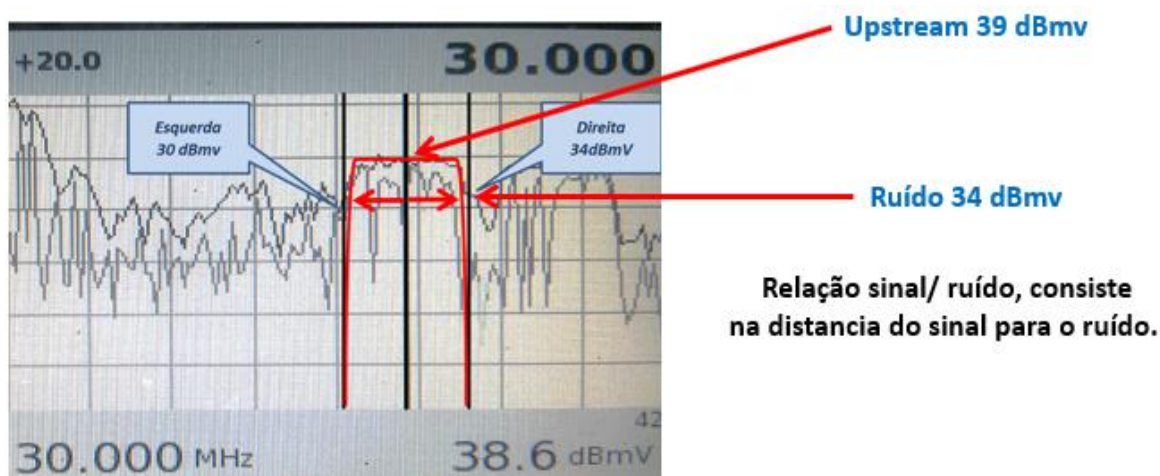 Upstream 39 dBmv
+20.0
30.000
Esquerda
30 dBmv
Direita
34dBmV
Ruído 34 dBmv
Relação sinal/ ruído, consiste
na distancia do sinal para o ruído.
42
30.000 MHz
38.6 dBmV